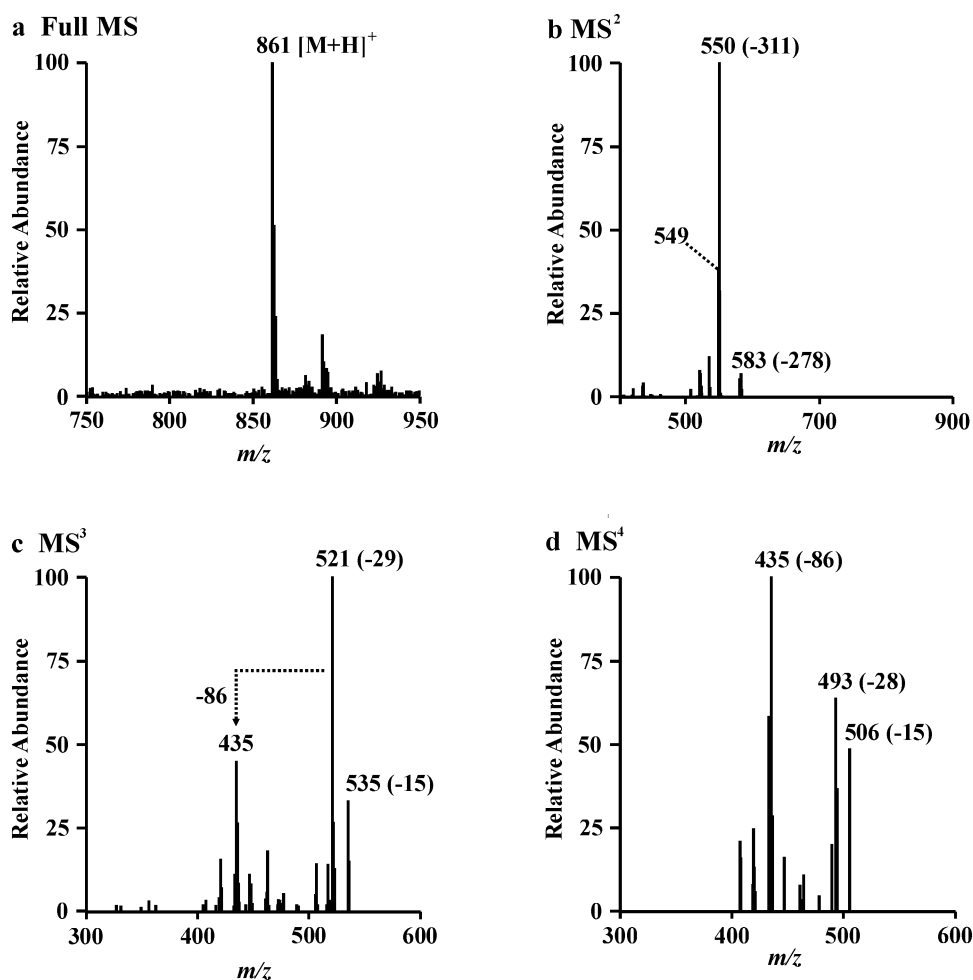 a Full MS
861 [M+H]+
100
75
50
25
0
Relative Abundance
750 800 850 900 950
m/z
b MS2
550 (-311)
100
75
50
25
0
549
583 (-278)
Relative Abundance
500 700 900
m/z
c MS3
521 (-29)
100
75
50
25
0
-86
435
535 (-15)
Relative Abundance
300 400 500 600
m/z
d MS4
435 (-86)
100
75
50
25
0
493 (-28)
506 (-15)
Relative Abundance
300 400 500 600
m/z